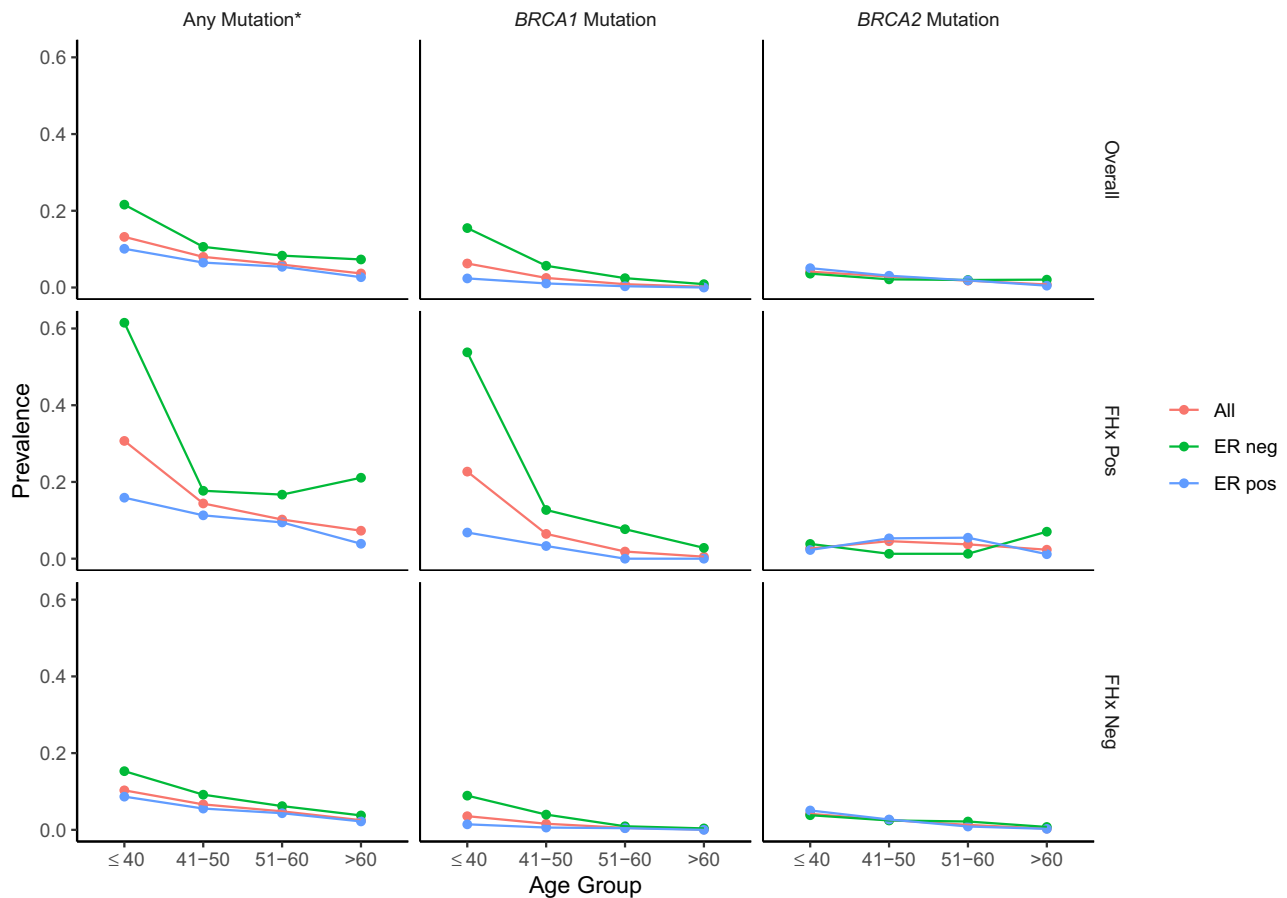 Any Mutation*
BRCA1 Mutation
BRCA2 Mutation
0.6
0.4
0.2
0.0
Overall
0.6
0.4
0.2
0.0
FHx Pos
0.6
0.4
0.2
0.0
FHx Neg
Prevalence
≤ 40
41−50
51−60
>60
≤ 40
41−50
51−60
>60
≤ 40
41−50
51−60
>60
Age Group
All
ER neg
ER pos